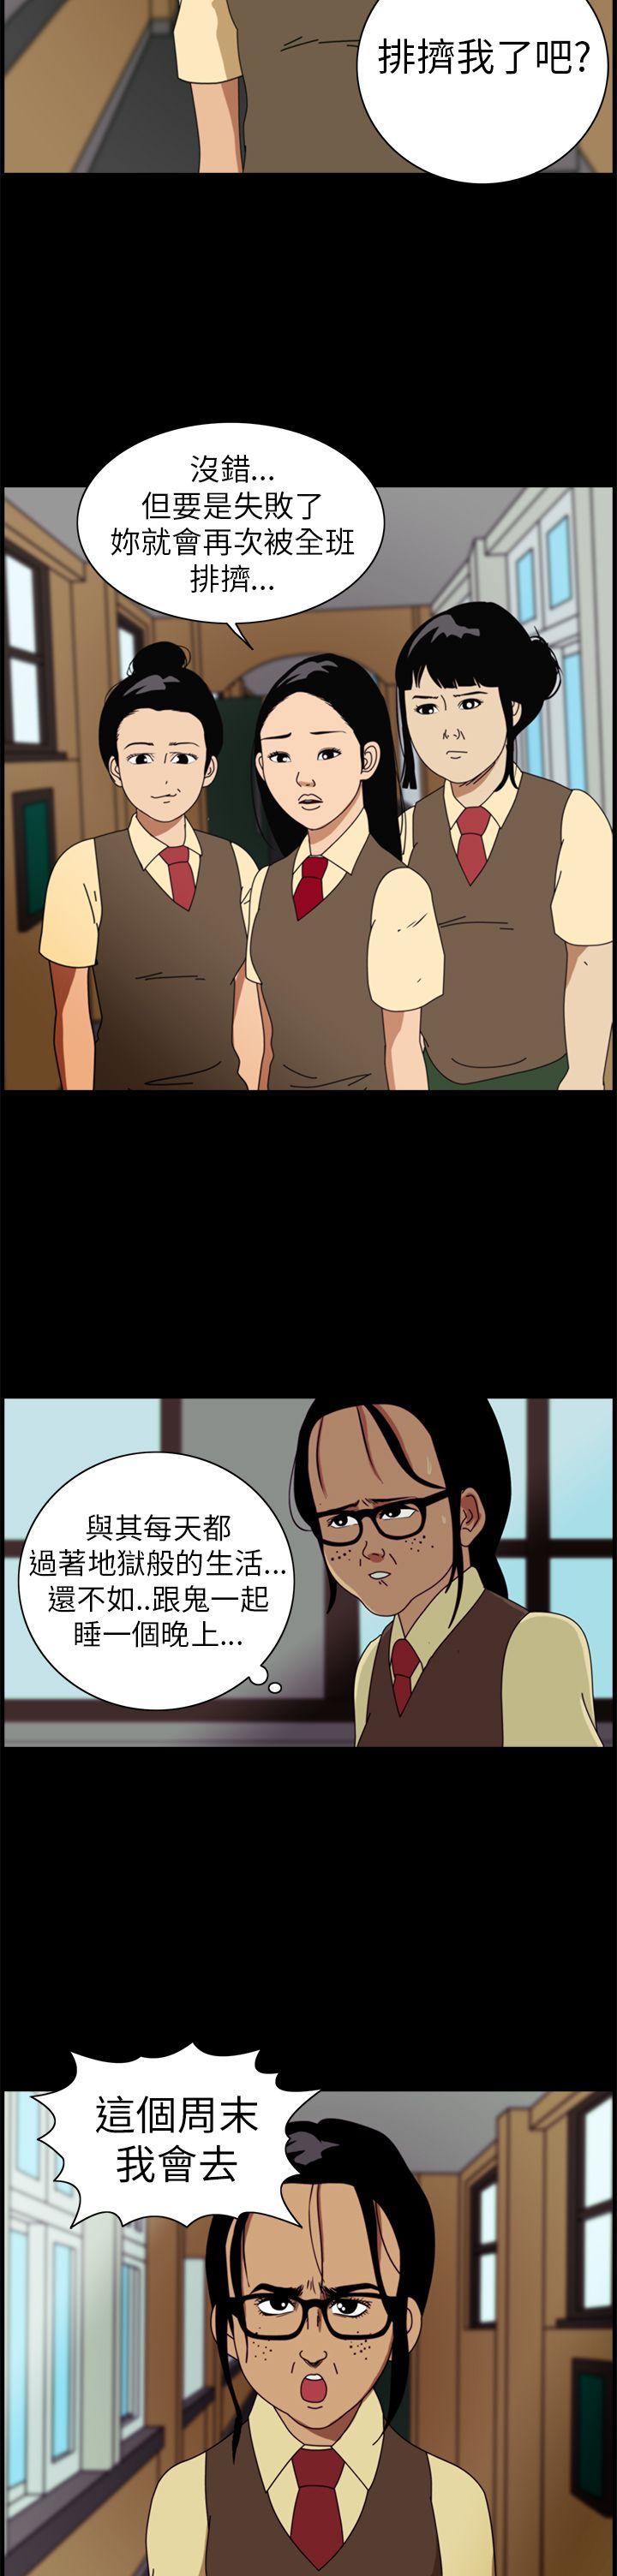 排擠我了吧?
沒錯...
但要是失敗了
妳就會再次被全班
排擠...
與其每天都
過著地獄般的生活...
還不如..跟鬼一起
睡一個晚上...
這個周末
我會去